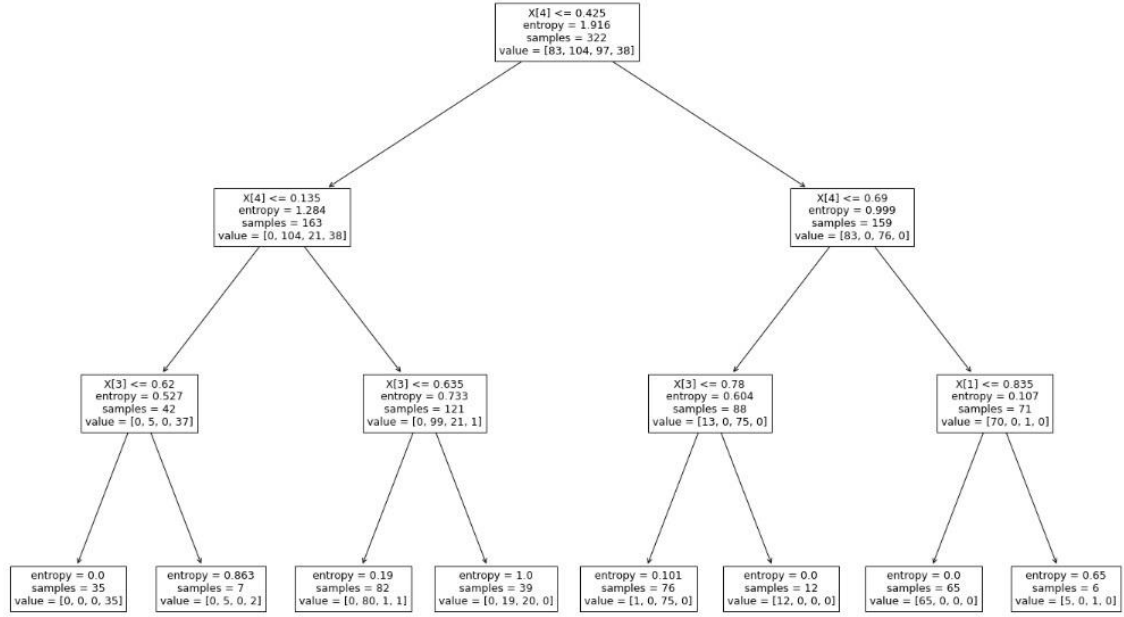 X[4] <= 0.425
entropy = 1.916
samples = 322
value = [83, 104, 97, 38]
X[4] <= 0.135
entropy = 1.284
samples = 163
value = [0, 104, 21, 38]
X[4] <= 0.69
entropy = 0.999
samples = 159
value = [83, 0, 76, 0]
X[3] <= 0.62
entropy = 0.527
samples = 42
value = [0, 5, 0, 37]
X[3] <= 0.635
entropy = 0.733
samples = 121
value = [0, 99, 21, 1]
X[3] <= 0.78
entropy = 0.604
samples = 88
value = [13, 0, 75, 0]
X[1] <= 0.835
entropy = 0.107
samples = 71
value = [70, 0, 1, 0]
entropy = 0.0
samples = 35
value = [0, 0, 0, 35]
entropy = 0.863
samples = 7
value = [0, 5, 0, 2]
entropy = 0.19
samples = 82
value = [0, 80, 1, 1]
entropy = 1.0
samples = 39
value = [0, 19, 20, 0]
entropy = 0.101
samples = 76
value = [1, 0, 75, 0]
entropy = 0.0
samples = 12
value = [12, 0, 0, 0]
entropy = 0.0
samples = 65
value = [65, 0, 0, 0]
entropy = 0.65
samples = 6
value = [5, 0, 1, 0]